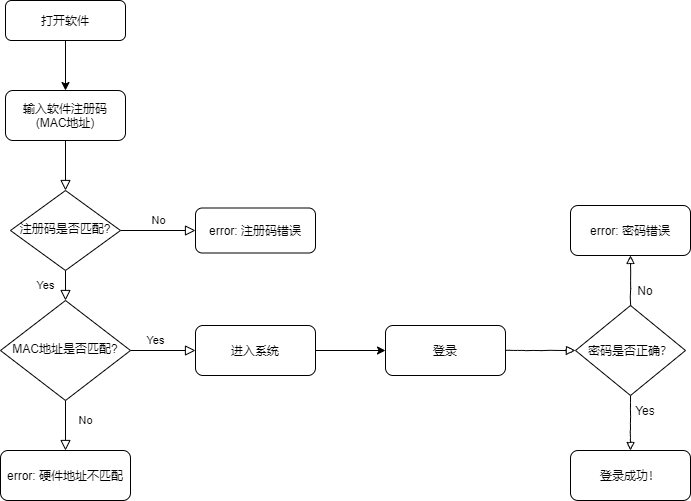 打开软件
输入软件注册码
(MAC地址)
注册码是否匹配?
No
error: 注册码错误
Yes
MAC地址是否匹配?
Yes
进入系统
登录
密码是否正确?
No
error: 密码错误
Yes
登录成功!
No
error: 硬件地址不匹配